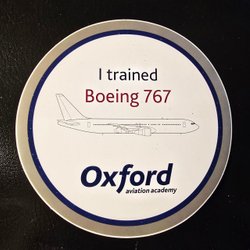 I trained
Boeing 767
Oxford
aviation academy